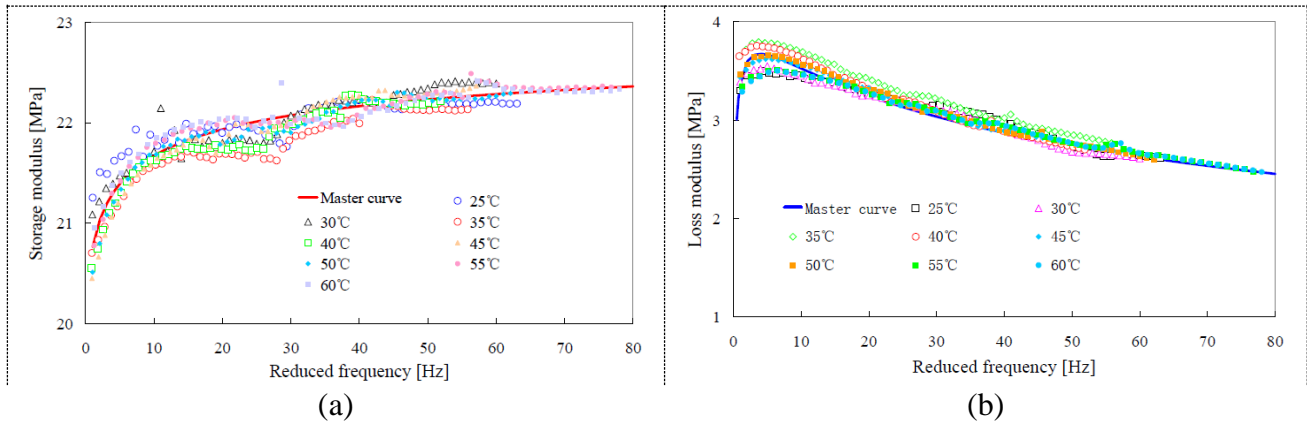 23
22
21
20
Storage modulus [MPa]
Master curve
25℃
30℃
35℃
40℃
45℃
50℃
55℃
60℃
0 10 20 30 40 50 60 70 80
Reduced frequency [Hz]
(a)
4
3
2
1
Loss modulus [MPa]
Master curve
25℃
30℃
35℃
40℃
45℃
50℃
55℃
60℃
0 10 20 30 40 50 60 70 80
Reduced frequency [Hz]
(b)